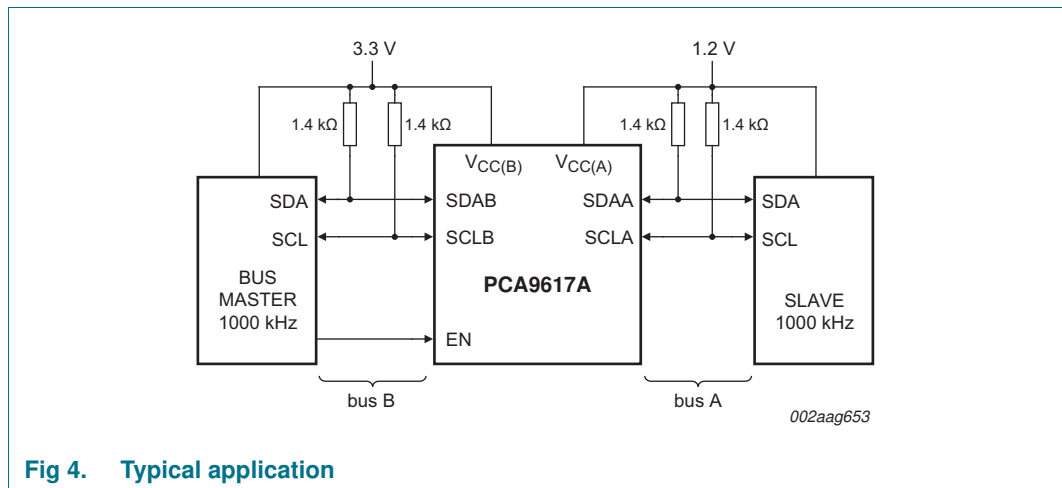 3.3 V
1.2 V
1.4 kΩ
1.4 kΩ
1.4 kΩ
1.4 kΩ
VCC(B)
VCC(A)
SDA
SDAB
SDAA
SDA
SCL
SCLB
SCLA
SCL
BUS
MASTER
1000 kHz
PCA9617A
SLAVE
1000 kHz
EN
bus B
bus A
002aag653
Fig 4. Typical application